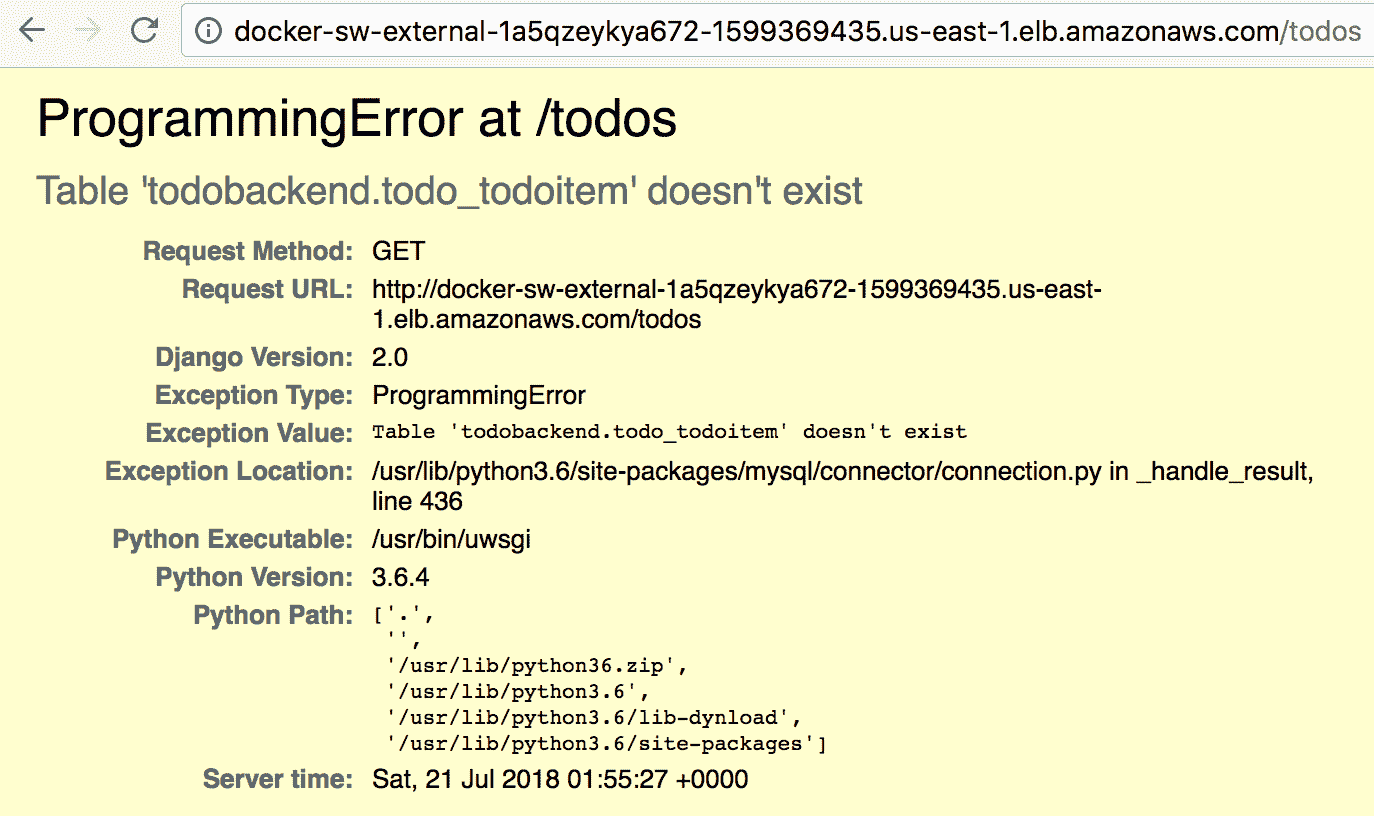 docker-sw-external-1a5qzeykya672-1599369435.us-east-1.elb.amazonaws.com/todos
ProgrammingError at /todos
Table 'todobackend.todo_todoitem' doesn't exist
Request Method: GET
Request URL: http://docker-sw-external-1a5qzeykya672-1599369435.us-east-
1.elb.amazonaws.com/todos
Django Version: 2.0
Exception Type: ProgrammingError
Exception Value: Table 'todobackend.todo_todoitem' doesn't exist
Exception Location: /usr/lib/python3.6/site-packages/mysql/connector/connection.py in _handle_result,
line 436
Python Executable: /usr/bin/uwsgi
Python Version: 3.6.4
Python Path: ['.',
'',
'/usr/lib/python36.zip',
'/usr/lib/python3.6',
'/usr/lib/python3.6/lib-dynload',
'/usr/lib/python3.6/site-packages']
Server time: Sat, 21 Jul 2018 01:55:27 +0000